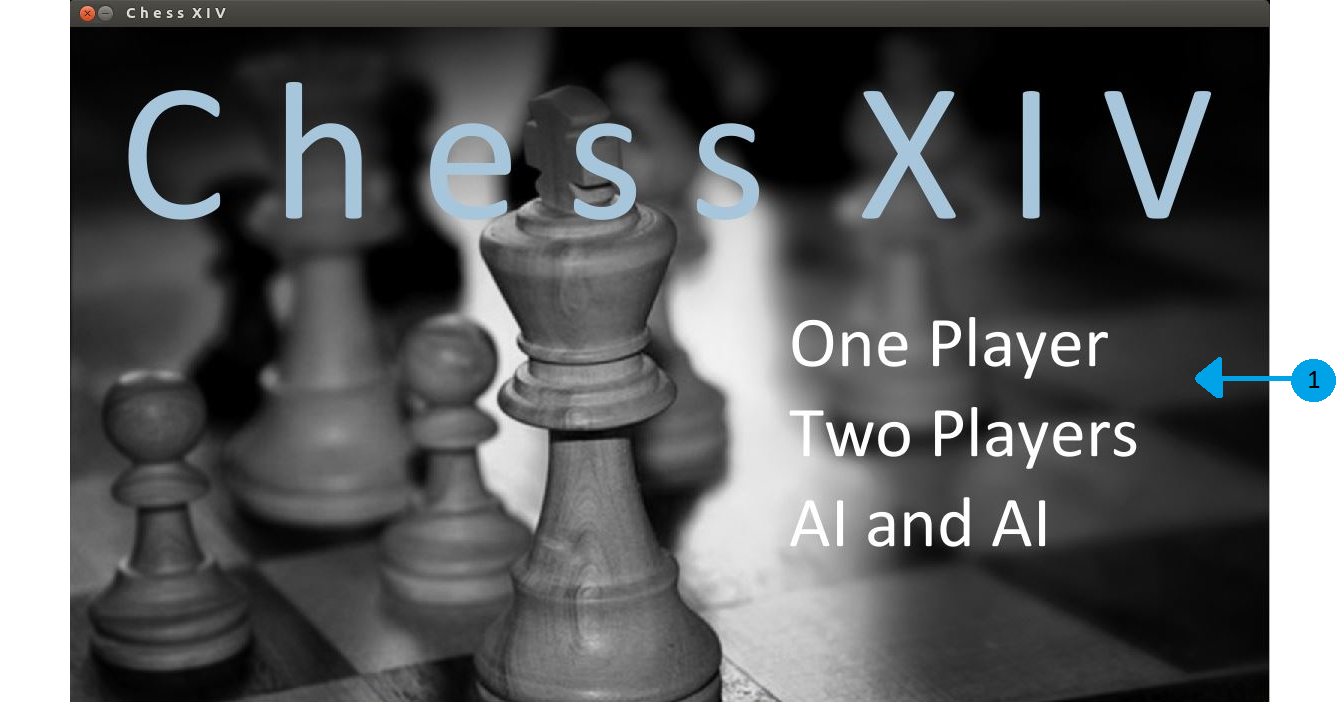 Chess XIV
Chess XIV
One Player
1
Two Players
AI and AI